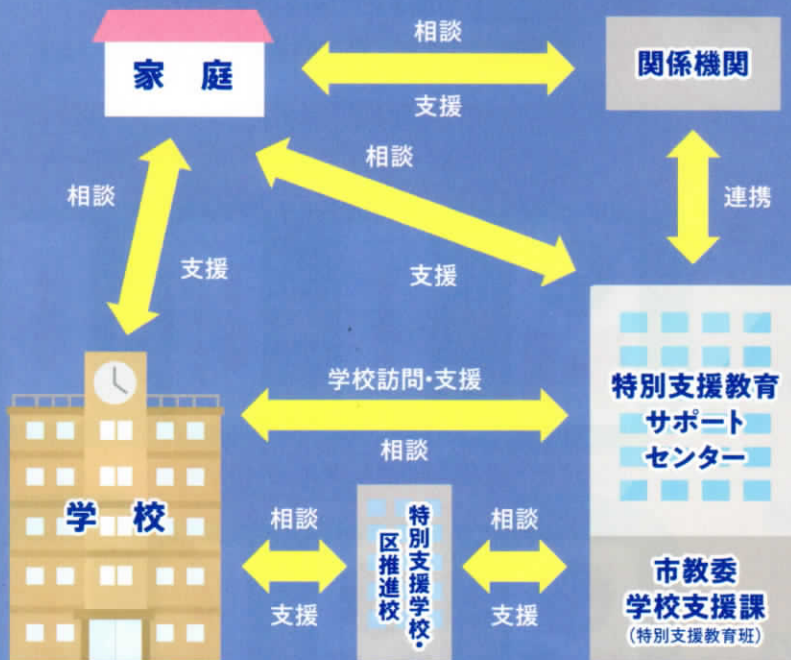 相談
家庭
関係機関
支援
相談
相談
連携
支援
支援
特別支援教育
サポート
センター
学校訪問・支援
相談
学校
相談
特別支援学校・
区推進校
相談
支援
支援
市教委
学校支援課
(特別支援教育班)